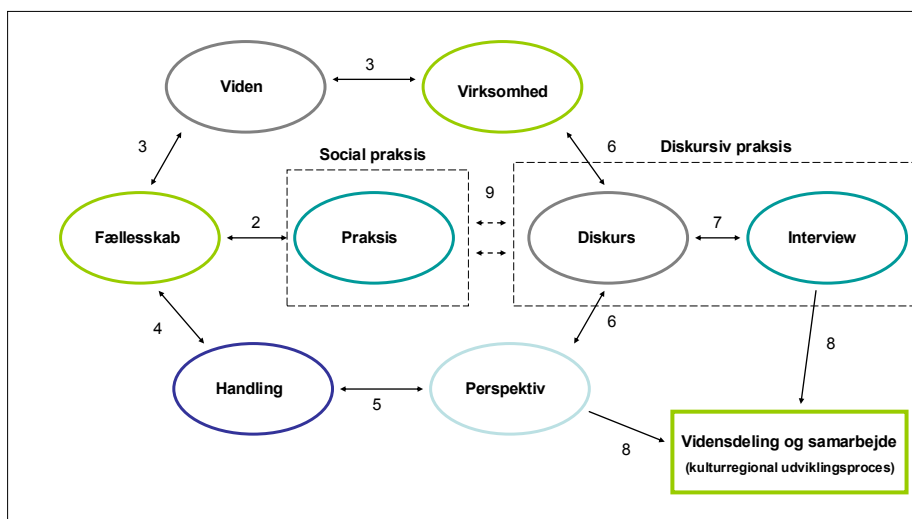 3
Viden
Virksomhed
3
6
Social praksis
Diskursiv praksis
9
Fællesskab
2
Praksis
Diskurs
7
Interview
4
6
8
Handling
5
Perspektiv
8
Vidensdeling og samarbejde
(kulturregional udviklingsproces)